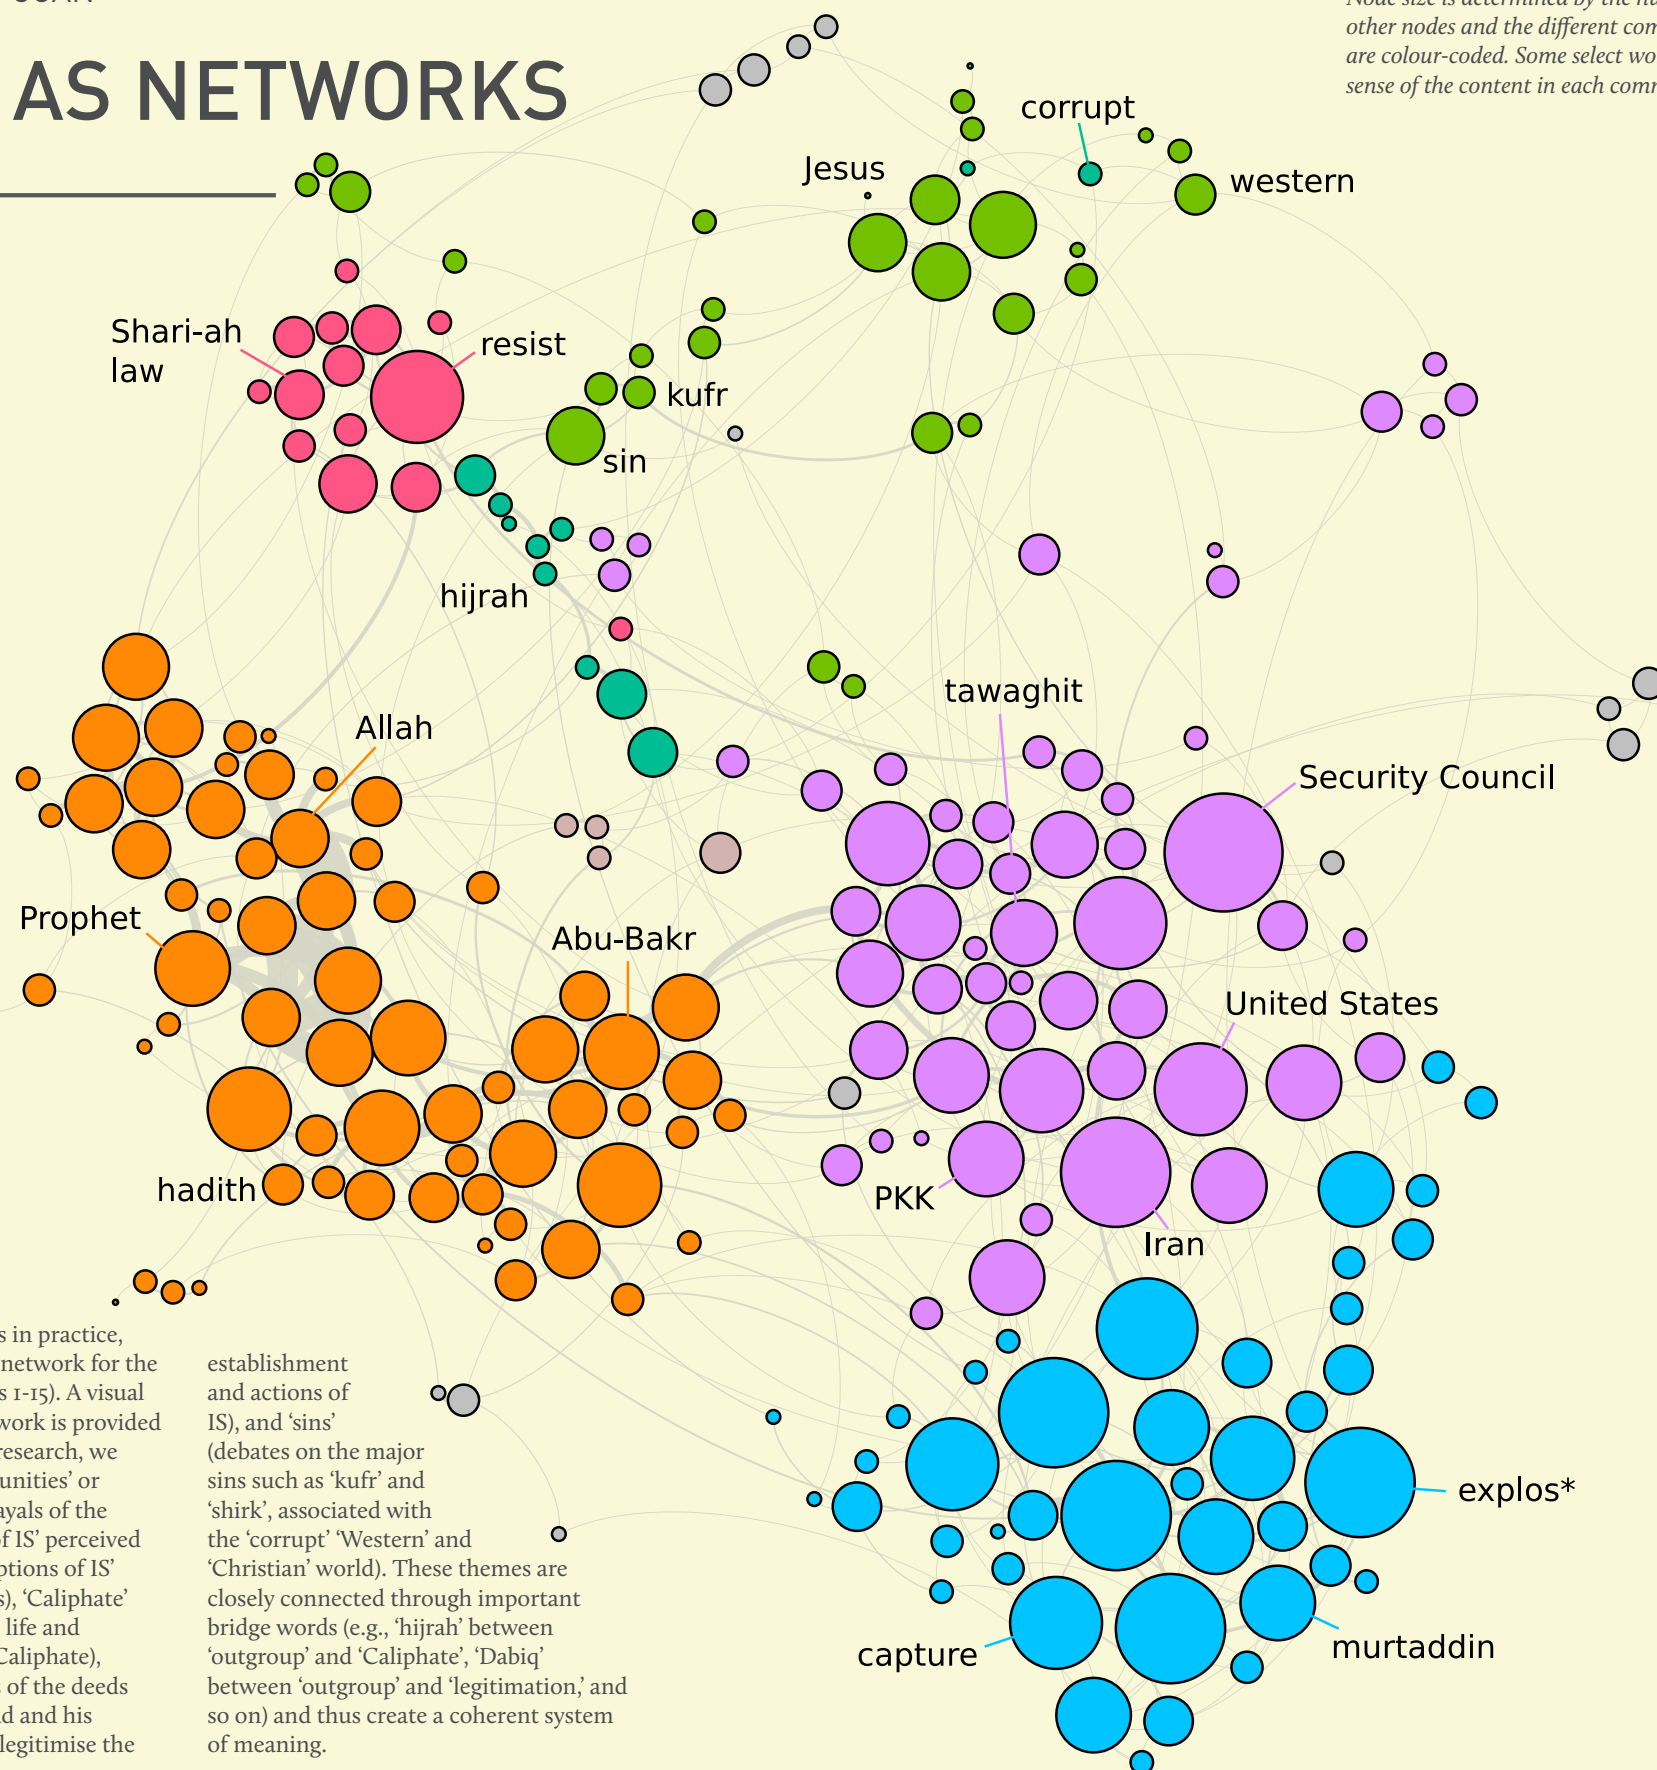 AS NETWORKS
other nodes and the different com
are colour-coded. Some select wo
sense of the content in each comm
corrupt
Jesus
western
Shari-ah
law
resist
kufr
sin
hijrah
tawaghit
Allah
Security Council
Prophet
Abu-Bakr
United States
hadith
PKK
Iran
explos*
capture
murtaddin
s in practice,
network for the
s 1-15). A visual
work is provided
research, we
unities’ or
ayals of the
of IS’ perceived
ptions of IS’
s), ‘Caliphate’
life and
Caliphate),
s of the deeds
d and his
legitimise the
establishment
and actions of
IS), and ‘sins’
(debates on the major
sins such as ‘kufr’ and
‘shirk’, associated with
the ‘corrupt’ ‘Western’ and
‘Christian’ world). These themes are
closely connected through important
bridge words (e.g., ‘hijrah’ between
‘outgroup’ and ‘Caliphate’, ‘Dabiq’
between ‘outgroup’ and ‘legitimation,’ and
so on) and thus create a coherent system
of meaning.